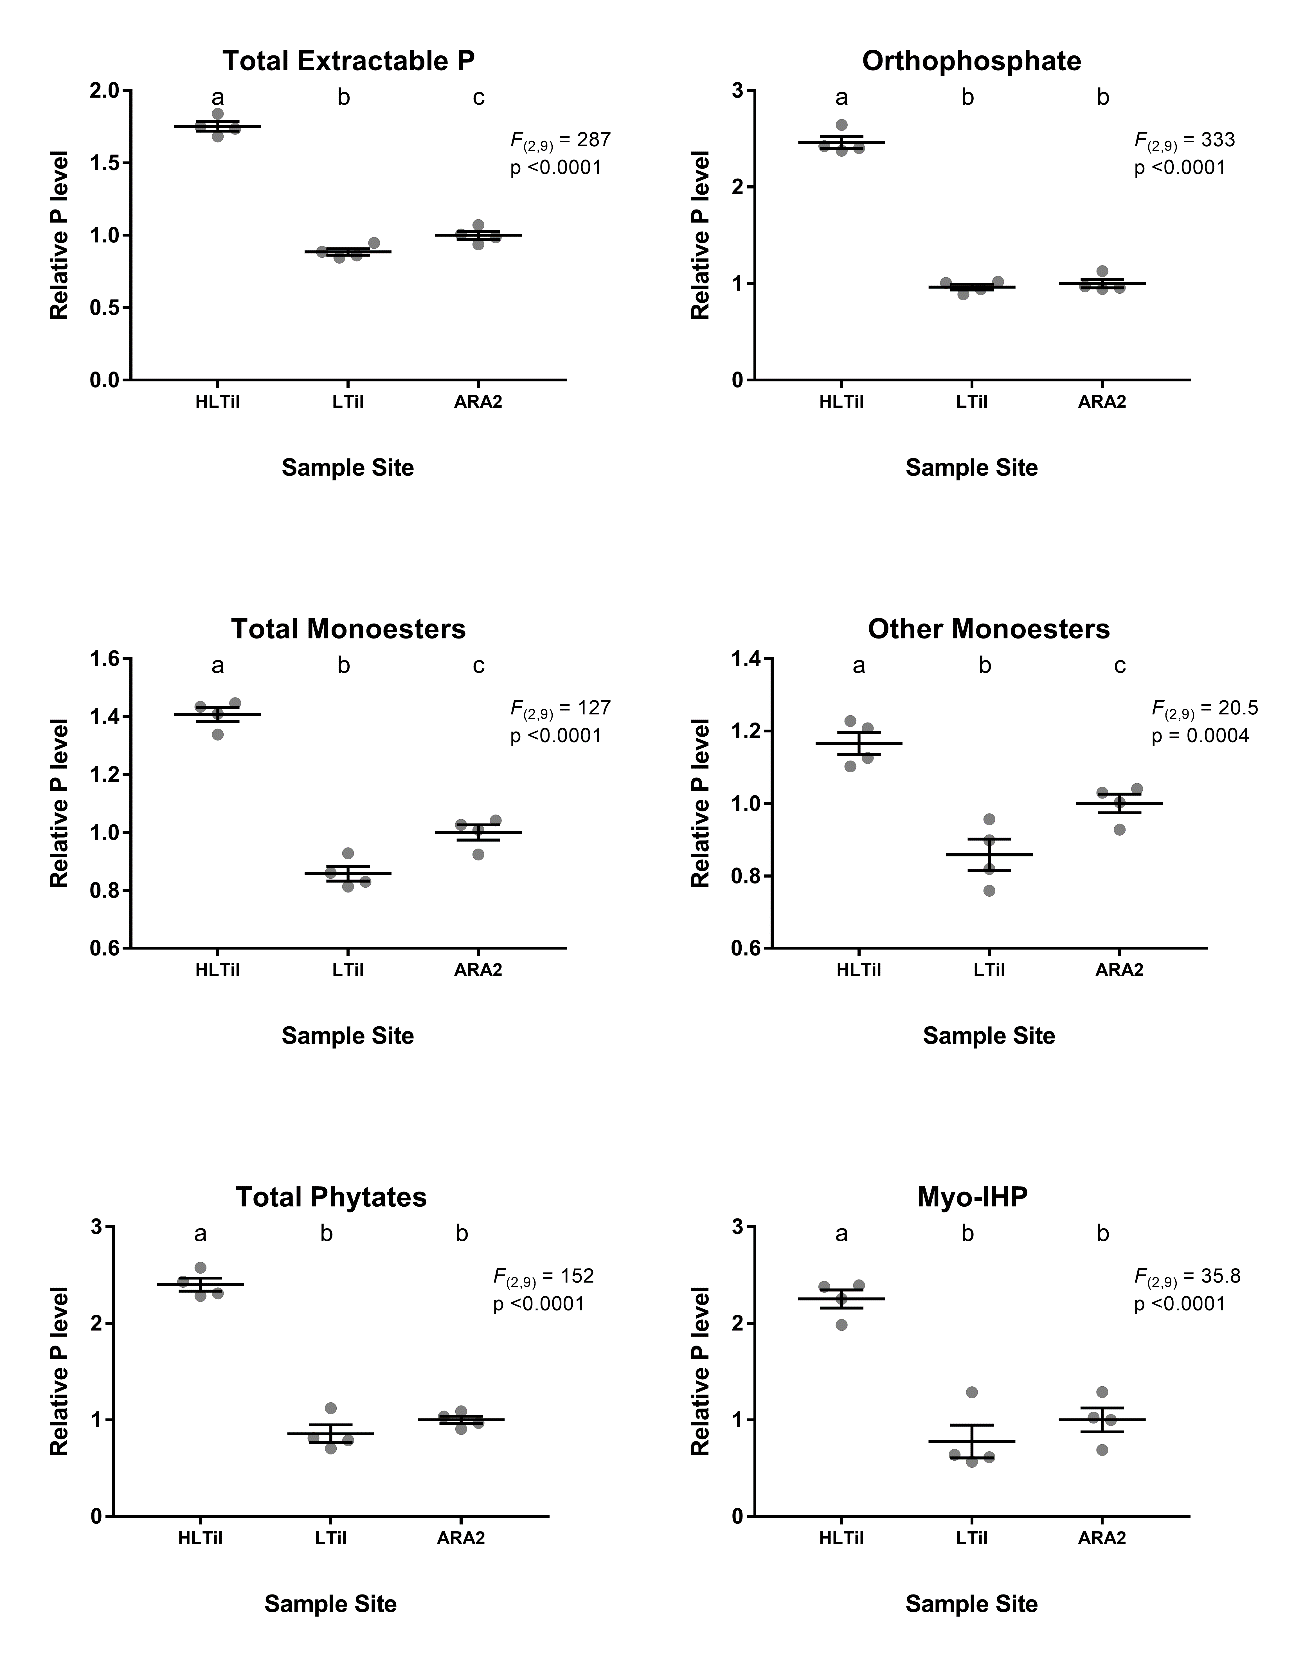 Total Extractable P
a b c
2.0
1.5
1.0
0.5
0.0
Relative P level
F(2,9) = 287
p <0.0001
HLTil LTil ARA2
Sample Site
Orthophosphate
a b b
3
2
1
0
Relative P level
F(2,9) = 333
p <0.0001
HLTil LTil ARA2
Sample Site
Total Monoesters
a b c
1.6
1.4
1.2
1.0
0.8
0.6
Relative P level
F(2,9) = 127
p <0.0001
HLTil LTil ARA2
Sample Site
Other Monoesters
a b c
1.4
1.2
1.0
0.8
0.6
Relative P level
F(2,9) = 20.5
p = 0.0004
HLTil LTil ARA2
Sample Site
Total Phytates
a b b
3
2
1
0
Relative P level
F(2,9) = 152
p <0.0001
HLTil LTil ARA2
Sample Site
Myo-IHP
a b b
3
2
1
0
Relative P level
F(2,9) = 35.8
p <0.0001
HLTil LTil ARA2
Sample Site